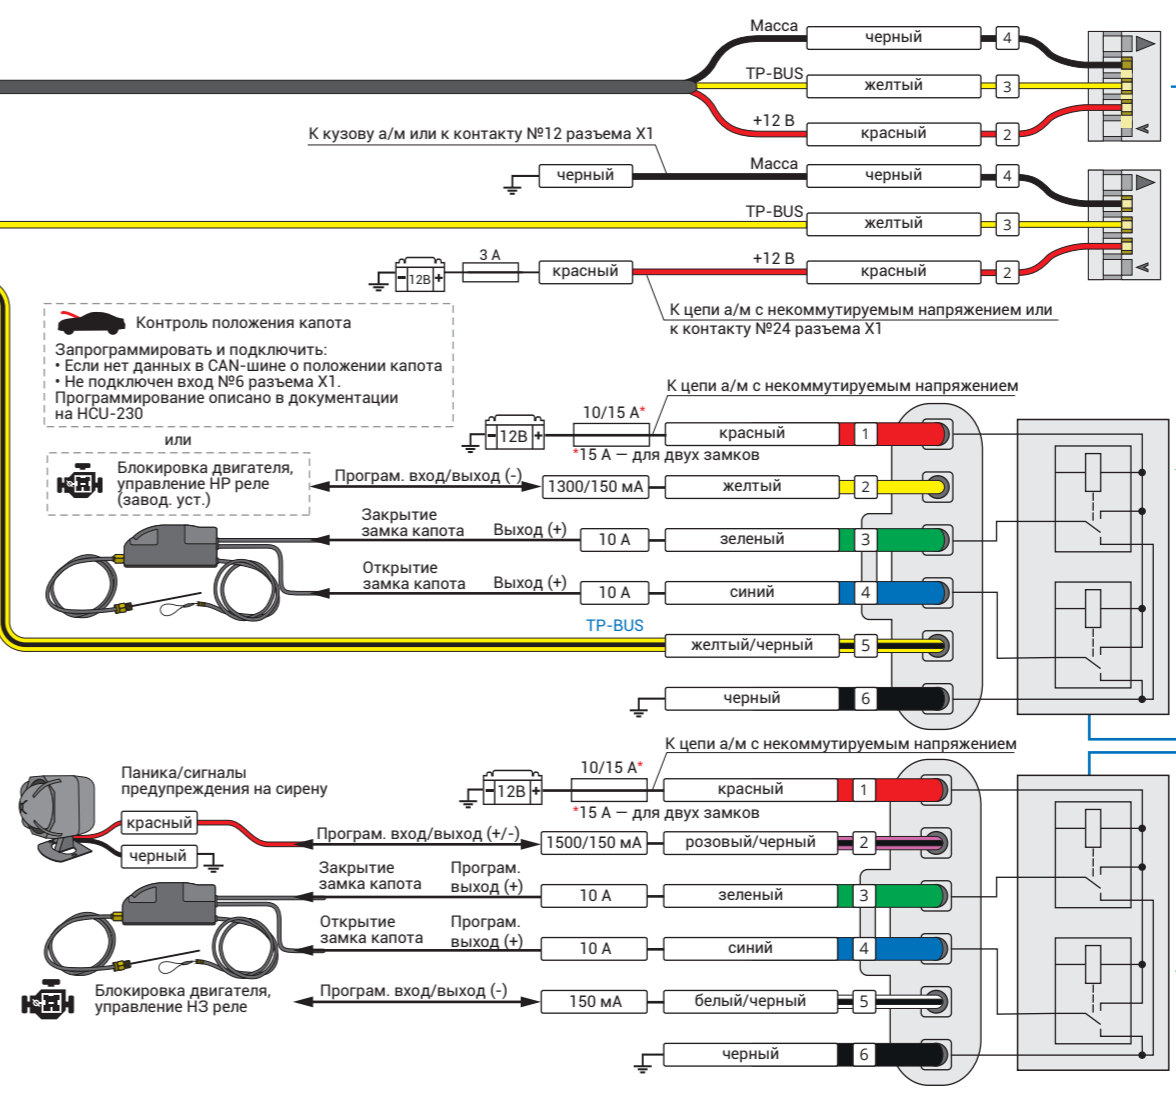 Масса
черный
4
TP-BUS
желтый
3
+12 В
красный
2
К кузову а/м или к контакту №12 разъема X1
черный
Масса
черный
4
TP-BUS
желтый
3
12В
3 А
красный
+12 В
красный
2
К цепи а/м с некоммутируемым напряжением или
к контакту №24 разъема X1
Контроль положения капота
Запрограммировать и подключить:
• Если нет данных в CAN-шине о положении капота
• Не подключен вход №6 разъема X1.
Программирование описано в документации
на HCU-230
или
Блокировка двигателя,
управление НР реле
(завод. уст.)
К цепи а/м с некоммутируемым напряжением
12В
10/15 А*
*15 А — для двух замков
красный
1
Програм. вход/выход (-)
1300/150 мА
желтый
2
Закрытие
замка капота
Выход (+)
10 А
зеленый
3
Открытие
замка капота
Выход (+)
10 А
синий
4
TP-BUS
желтый/черный
5
черный
6
К цепи а/м с некоммутируемым напряжением
12В
10/15 А*
*15 А — для двух замков
красный
1
Паника/сигналы
предупреждения на сирену
красный
черный
Програм. вход/выход (+/-)
1500/150 мА
розовый/черный
2
Закрытие
замка капота
Програм.
выход (+)
10 А
зеленый
3
Открытие
замка капота
Програм.
выход (+)
10 А
синий
4
Блокировка двигателя,
управление НЗ реле
Програм. вход/выход (-)
150 мА
белый/черный
5
черный
6